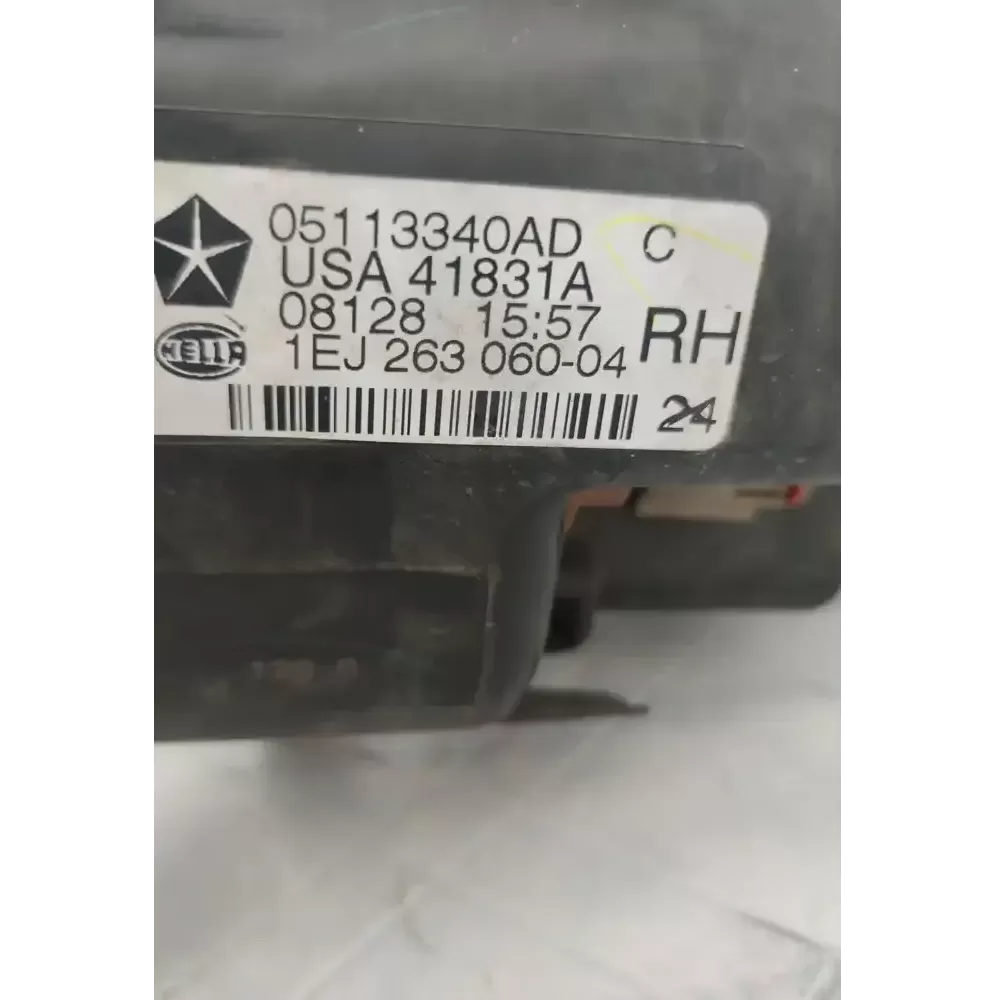 05113340AD C
USA 41831A
08128 15:57 RH
HELLA 1EJ 263 060-04
24